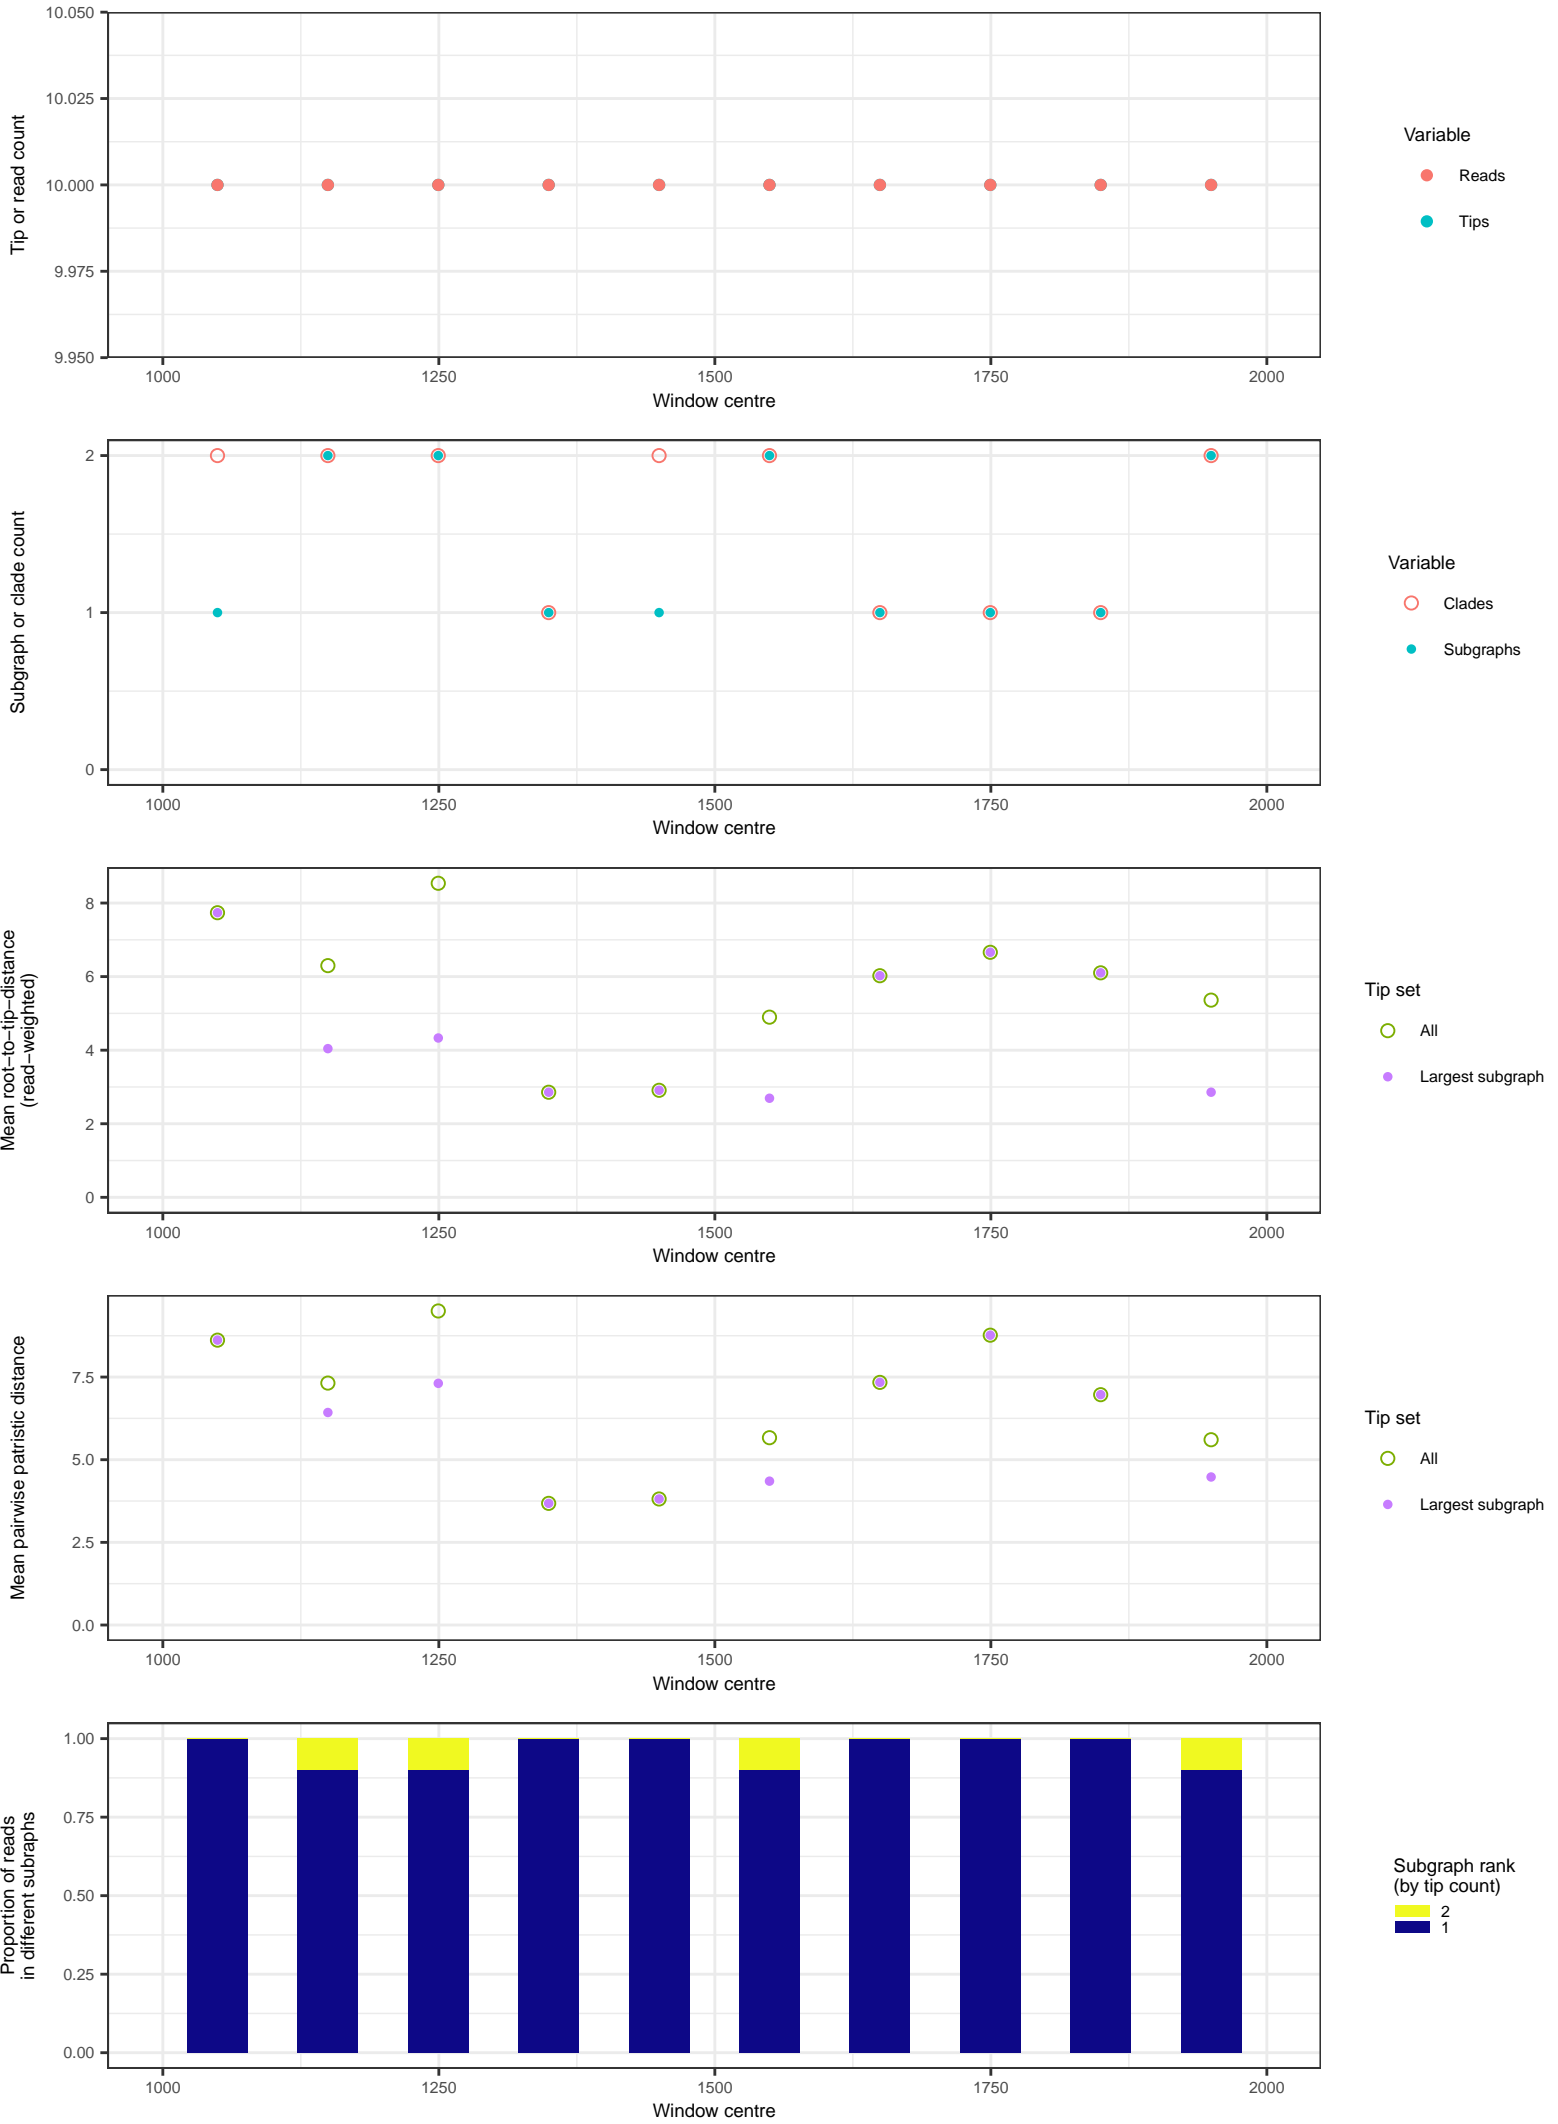 10.050
10.025
10.000
9.975
9.950
Tip or read count
1000 1250 1500 1750 2000
Window centre
Variable
Reads
Tips
2
1
0
Subgraph or clade count
1000 1250 1500 1750 2000
Window centre
Variable
Clades
Subgraphs
8
6
4
2
0
Mean root−to−tip−distance
(read−weighted)
1000 1250 1500 1750 2000
Window centre
Tip set
All
Largest subgraph
7.5
5.0
2.5
0.0
Mean pairwise patristic distance
1000 1250 1500 1750 2000
Window centre
Tip set
All
Largest subgraph
1.00
0.75
0.50
0.25
0.00
Proportion of reads
in different subraphs
1000 1250 1500 1750 2000
Window centre
Subgraph rank
(by tip count)
2
1